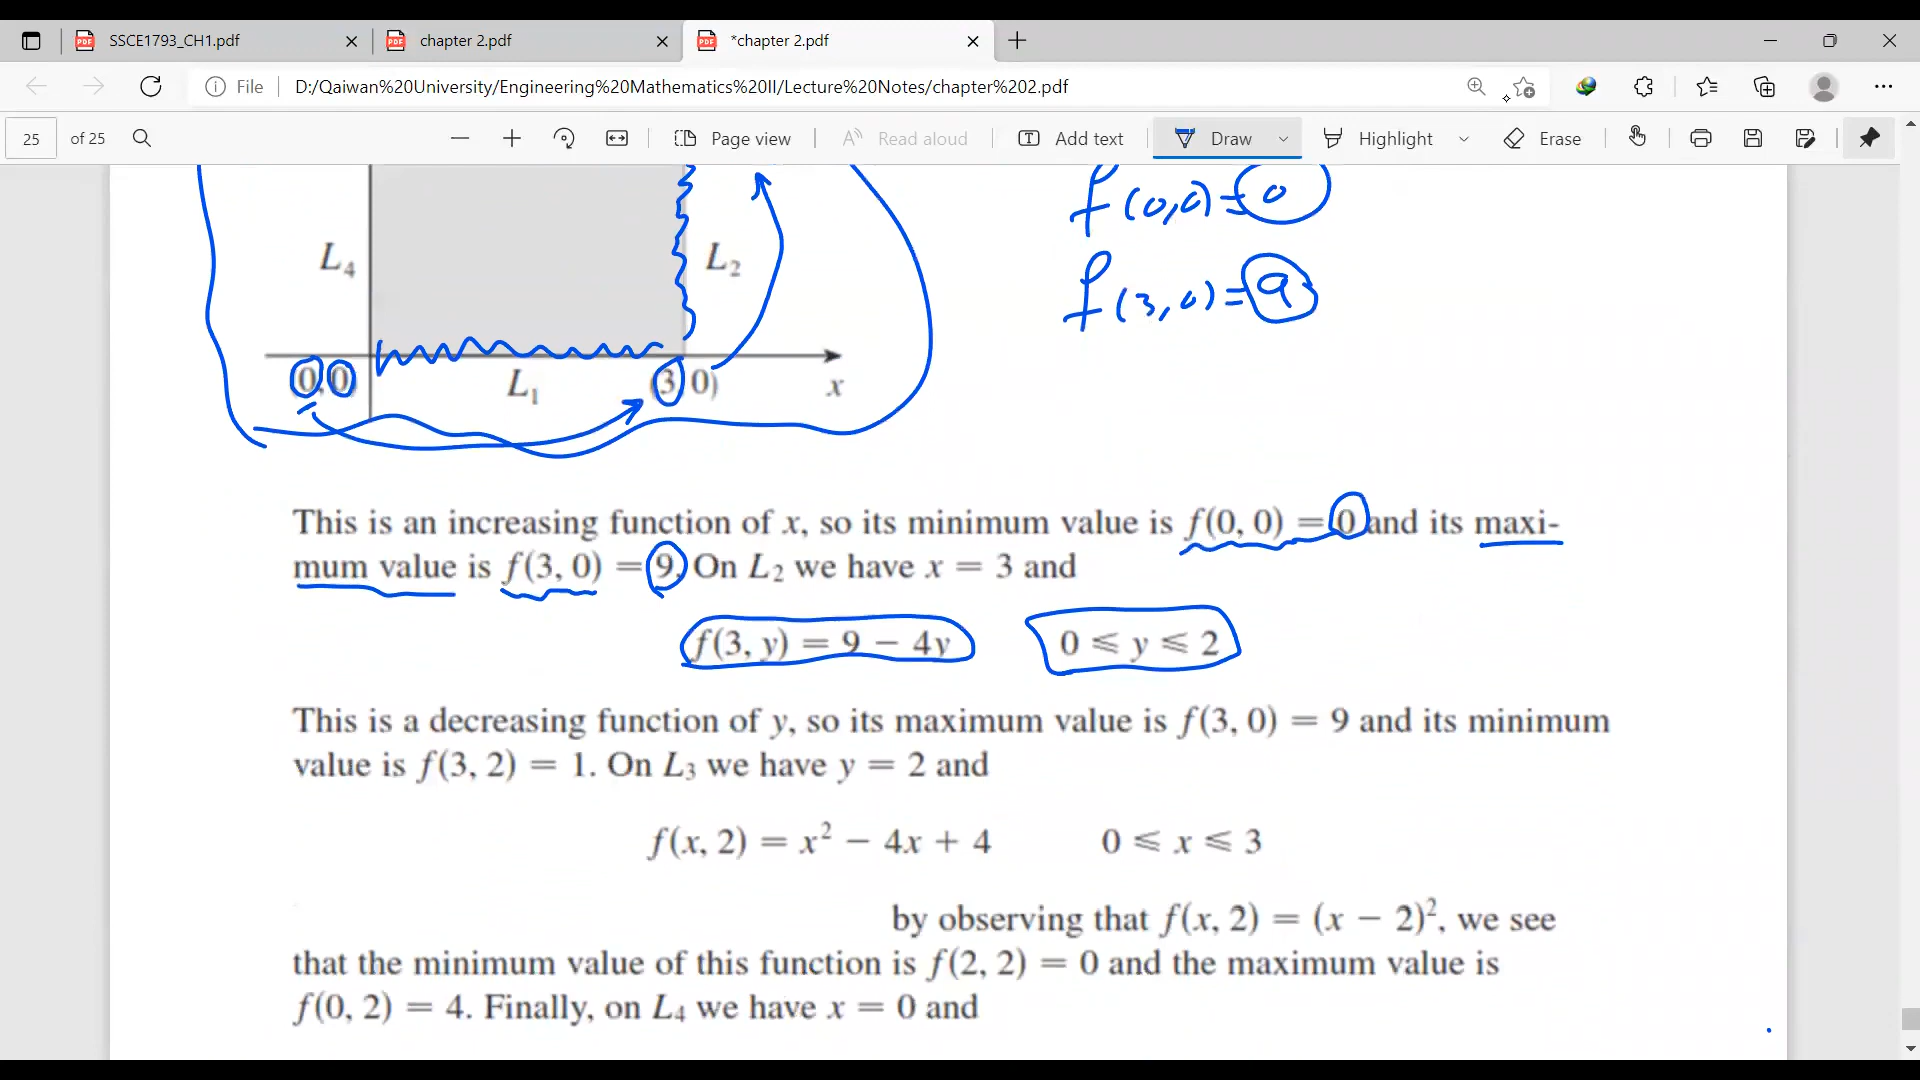 SSCE1793_CH1.pdf
chapter 2.pdf
*chapter 2.pdf
File
D:/Qaiwan%20University/Engineering%20Mathematics%20II/Lecture%20Notes/chapter%202.pdf
25 of 25
Page view
Read aloud
Add text
Draw
Highlight
Erase
f(0,0)=0
L4
L2
f(3,0)=9
0,0
L1
(3,0)
x
This is an increasing function of x, so its minimum value is f(0, 0) = 0 and its maxi-
mum value is f(3, 0) = 9. On L2 we have x = 3 and
f(3, y) = 9 − 4y 0 ⩽ y ⩽ 2
This is a decreasing function of y, so its maximum value is f(3, 0) = 9 and its minimum
value is f(3, 2) = 1. On L3 we have y = 2 and
f(x, 2) = x² − 4x + 4 0 ⩽ x ⩽ 3
by observing that f(x, 2) = (x − 2)², we see
that the minimum value of this function is f(2, 2) = 0 and the maximum value is
f(0, 2) = 4. Finally, on L4 we have x = 0 and